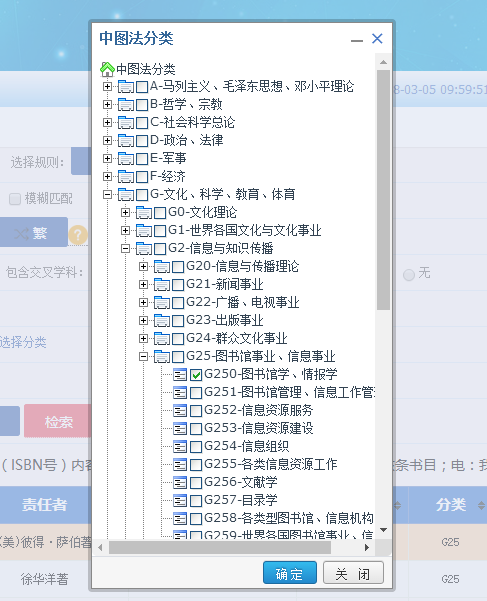 中图法分类
中图法分类
A-马列主义、毛泽东思想、邓小平理论
8-03-05 09:59:51
B-哲学、宗教
C-社会科学总论
D-政治、法律
选择规则：
E-军事
F-经济
模糊匹配
G-文化、科学、教育、体育
G0-文化理论
繁
?
G1-世界各国文化与文化事业
G2-信息与知识传播
包含交叉学科：
G20-信息与传播理论
无
G21-新闻事业
G22-广播、电视事业
G23-出版事业
选择分类
G24-群众文化事业
G25-图书馆事业、信息事业
G250-图书馆学、情报学
G251-图书馆管理、信息工作管
G252-信息资源服务
检索
G253-信息资源建设
G254-信息组织
（ISBN号）内容
G255-各类信息资源工作
条书目；电：我
G256-文献学
责任者
G257-目录学
分类
G258-各类型图书馆、信息机构
G259-世界各国图书馆事业、信
(美)彼得·萨伯著
G25
确定
关 闭
徐华洋著
G25